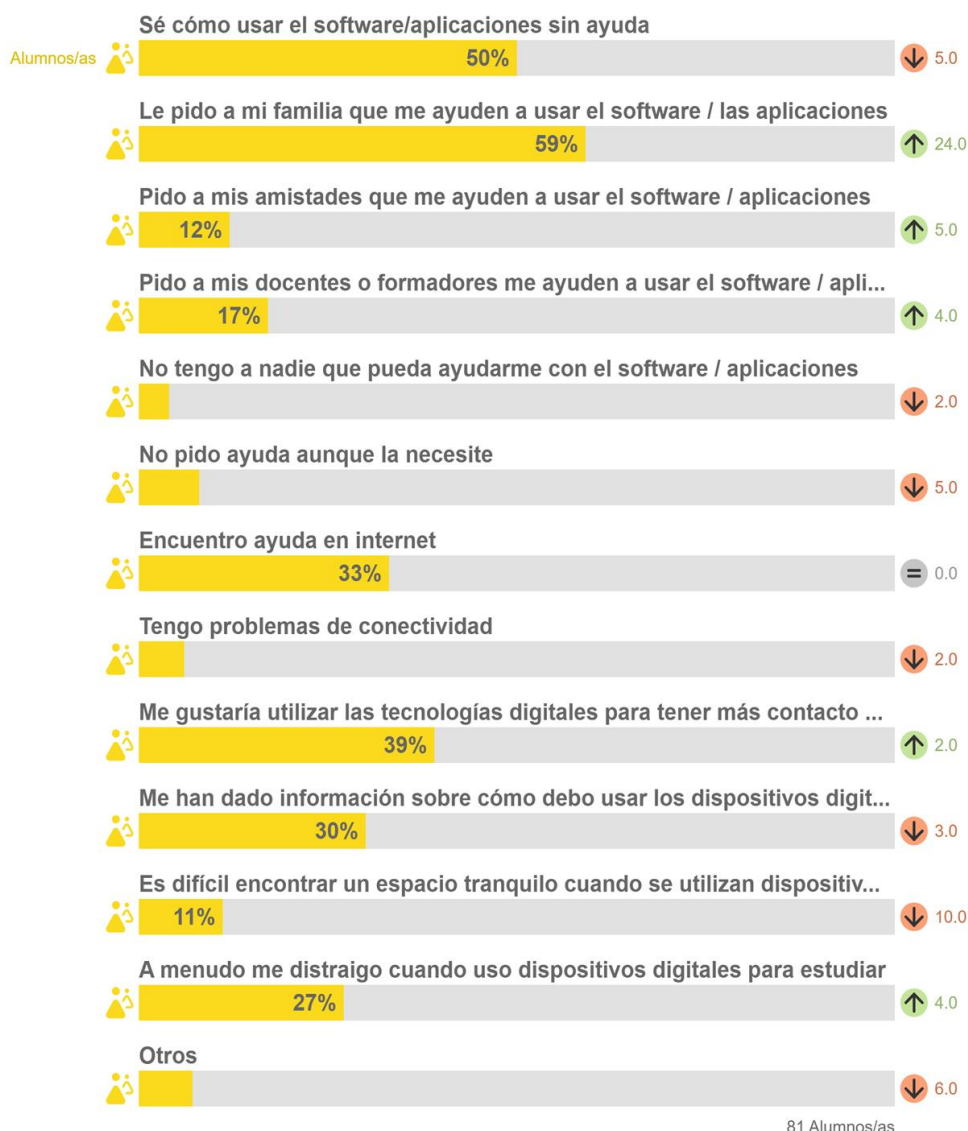 Sé cómo usar el software/aplicaciones sin ayuda
Alumnos/as 50% 5.0
Le pido a mi familia que me ayuden a usar el software / las aplicaciones
59% 24.0
Pido a mis amistades que me ayuden a usar el software / aplicaciones
12% 5.0
Pido a mis docentes o formadores me ayuden a usar el software / apli...
17% 4.0
No tengo a nadie que pueda ayudarme con el software / aplicaciones
2.0
No pido ayuda aunque la necesite
5.0
Encuentro ayuda en internet
33% = 0.0
Tengo problemas de conectividad
2.0
Me gustaría utilizar las tecnologías digitales para tener más contacto ...
39% 2.0
Me han dado información sobre cómo debo usar los dispositivos digit...
30% 3.0
Es difícil encontrar un espacio tranquilo cuando se utilizan dispositiv...
11% 10.0
A menudo me distraigo cuando uso dispositivos digitales para estudiar
27% 4.0
Otros
6.0
81 Alumnos/as